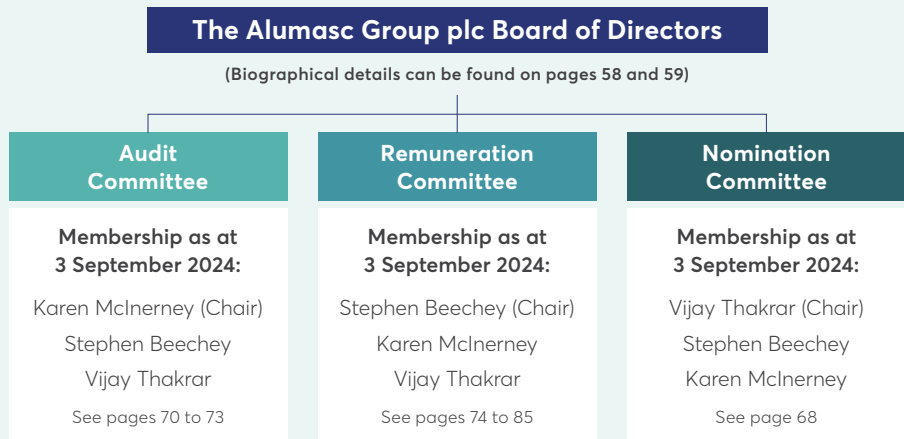 The Alumasc Group plc Board of Directors
(Biographical details can be found on pages 58 and 59)
Audit
Committee
Membership as at
3 September 2024:
Karen McInerney (Chair)
Stephen Beechey
Vijay Thakrar
See pages 70 to 73
Remuneration
Committee
Membership as at
3 September 2024:
Stephen Beechey (Chair)
Karen McInerney
Vijay Thakrar
See pages 74 to 85
Nomination
Committee
Membership as at
3 September 2024:
Vijay Thakrar (Chair)
Stephen Beechey
Karen McInerney
See page 68